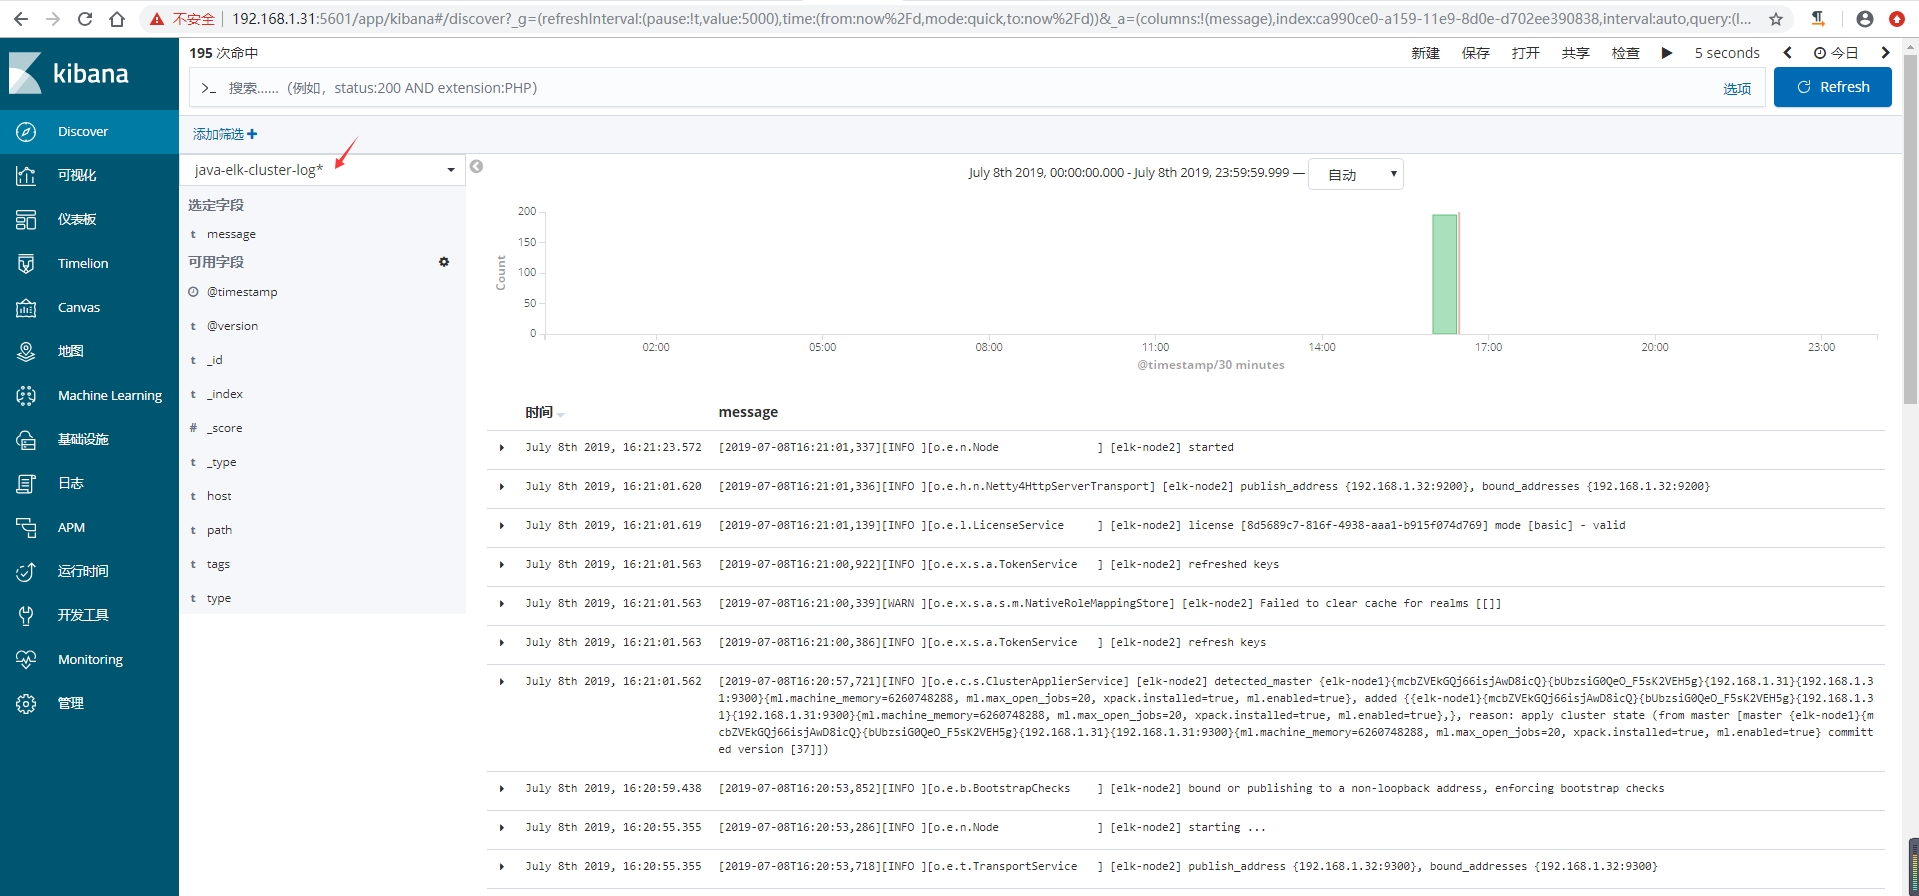 不安全
192.168.1.31:5601/app/kibana#/discover?_g=(refreshInterval:(pause:!t,value:5000),time:(from:now%2Fd,mode:quick,to:now%2Fd))&_a=(columns:!(message),index:ca990ce0-a159-11e9-8d0e-d702ee390838,interval:auto,query:(l...
kibana
Discover
可视化
仪表板
Timelion
Canvas
地图
Machine Learning
基础设施
日志
APM
运行时间
开发工具
Monitoring
管理
195 次命中
新建 保存 打开 共享 检查 5 seconds 今日
>_ 搜索...... (例如，status:200 AND extension:PHP)
选项
Refresh
添加筛选
java-elk-cluster-log*
选定字段
t message
可用字段
@timestamp
t @version
t _id
t _index
# _score
t _type
t host
t path
t tags
t type
July 8th 2019, 00:00:00.000 - July 8th 2019, 23:59:59.999 — 自动
Count
200
150
100
50
0
02:00 05:00 08:00 11:00 14:00 17:00 20:00 23:00
@timestamp/30 minutes
时间 message
July 8th 2019, 16:21:23.572 [2019-07-08T16:21:01,337][INFO ][o.e.n.Node ] [elk-node2] started
July 8th 2019, 16:21:01.620 [2019-07-08T16:21:01,336][INFO ][o.e.h.n.Netty4HttpServerTransport] [elk-node2] publish_address {192.168.1.32:9200}, bound_addresses {192.168.1.32:9200}
July 8th 2019, 16:21:01.619 [2019-07-08T16:21:01,139][INFO ][o.e.l.LicenseService ] [elk-node2] license [8d5689c7-816f-4938-aaa1-b915f074d769] mode [basic] - valid
July 8th 2019, 16:21:01.563 [2019-07-08T16:21:00,922][INFO ][o.e.x.s.a.TokenService ] [elk-node2] refreshed keys
July 8th 2019, 16:21:01.563 [2019-07-08T16:21:00,339][WARN ][o.e.x.s.a.s.m.NativeRoleMappingStore] [elk-node2] Failed to clear cache for realms [[]]
July 8th 2019, 16:21:01.563 [2019-07-08T16:21:00,386][INFO ][o.e.x.s.a.TokenService ] [elk-node2] refresh keys
July 8th 2019, 16:21:01.562 [2019-07-08T16:20:57,721][INFO ][o.e.c.s.ClusterApplierService] [elk-node2] detected_master {elk-node1}{mcbZVEkGQj66isjAwD8icQ}{bUbzsiG0QeO_F5sK2VEH5g}{192.168.1.31}{192.168.1.3
1:9300}{ml.machine_memory=6260748288, ml.max_open_jobs=20, xpack.installed=true, ml.enabled=true}, added {{elk-node1}{mcbZVEkGQj66isjAwD8icQ}{bUbzsiG0QeO_F5sK2VEH5g}{192.168.1.
31}{192.168.1.31:9300}{ml.machine_memory=6260748288, ml.max_open_jobs=20, xpack.installed=true, ml.enabled=true},}, reason: apply cluster state (from master [master {elk-node1}{m
cbZVEkGQj66isjAwD8icQ}{bUbzsiG0QeO_F5sK2VEH5g}{192.168.1.31}{192.168.1.31:9300}{ml.machine_memory=6260748288, ml.max_open_jobs=20, xpack.installed=true, ml.enabled=true} committ
ed version [37]])
July 8th 2019, 16:20:59.438 [2019-07-08T16:20:53,852][INFO ][o.e.b.BootstrapChecks ] [elk-node2] bound or publishing to a non-loopback address, enforcing bootstrap checks
July 8th 2019, 16:20:55.355 [2019-07-08T16:20:53,286][INFO ][o.e.n.Node ] [elk-node2] starting ...
July 8th 2019, 16:20:55.355 [2019-07-08T16:20:53,718][INFO ][o.e.t.TransportService ] [elk-node2] publish_address {192.168.1.32:9300}, bound_addresses {192.168.1.32:9300}